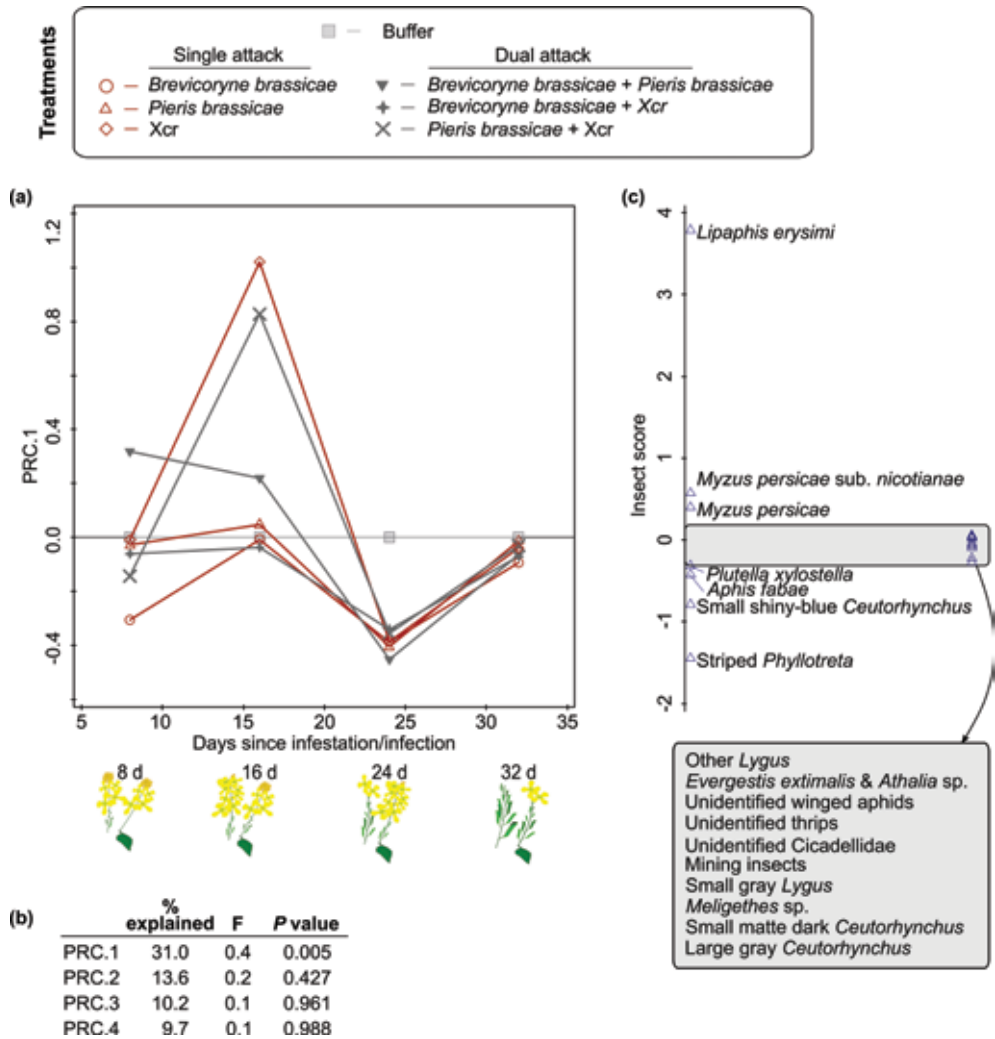 Treatments
Buffer
Single attack Dual attack
Brevicoryne brassicae Brevicoryne brassicae + Pieris brassicae
Pieris brassicae Brevicoryne brassicae + Xcr
Xcr Pieris brassicae + Xcr
(a)
PRC.1
1.2
0.8
0.4
0.0
-0.4
5 10 15 20 25 30 35
Days since infestation/infection
8 d 16 d 24 d 32 d
(b)
% explained F P value
PRC.1 31.0 0.4 0.005
PRC.2 13.6 0.2 0.427
PRC.3 10.2 0.1 0.961
PRC.4 9.7 0.1 0.988
(c)
Insect score
4
3
2
1
0
-1
-2
Lipaphis erysimi
Myzus persicae sub. nicotianae
Myzus persicae
Plutella xylostella
Aphis fabae
Small shiny-blue Ceutorhynchus
Striped Phyllotreta
Other Lygus
Evergestis extimalis & Athalia sp.
Unidentified winged aphids
Unidentified thrips
Unidentified Cicadellidae
Mining insects
Small gray Lygus
Meligethes sp.
Small matte dark Ceutorhynchus
Large gray Ceutorhynchus